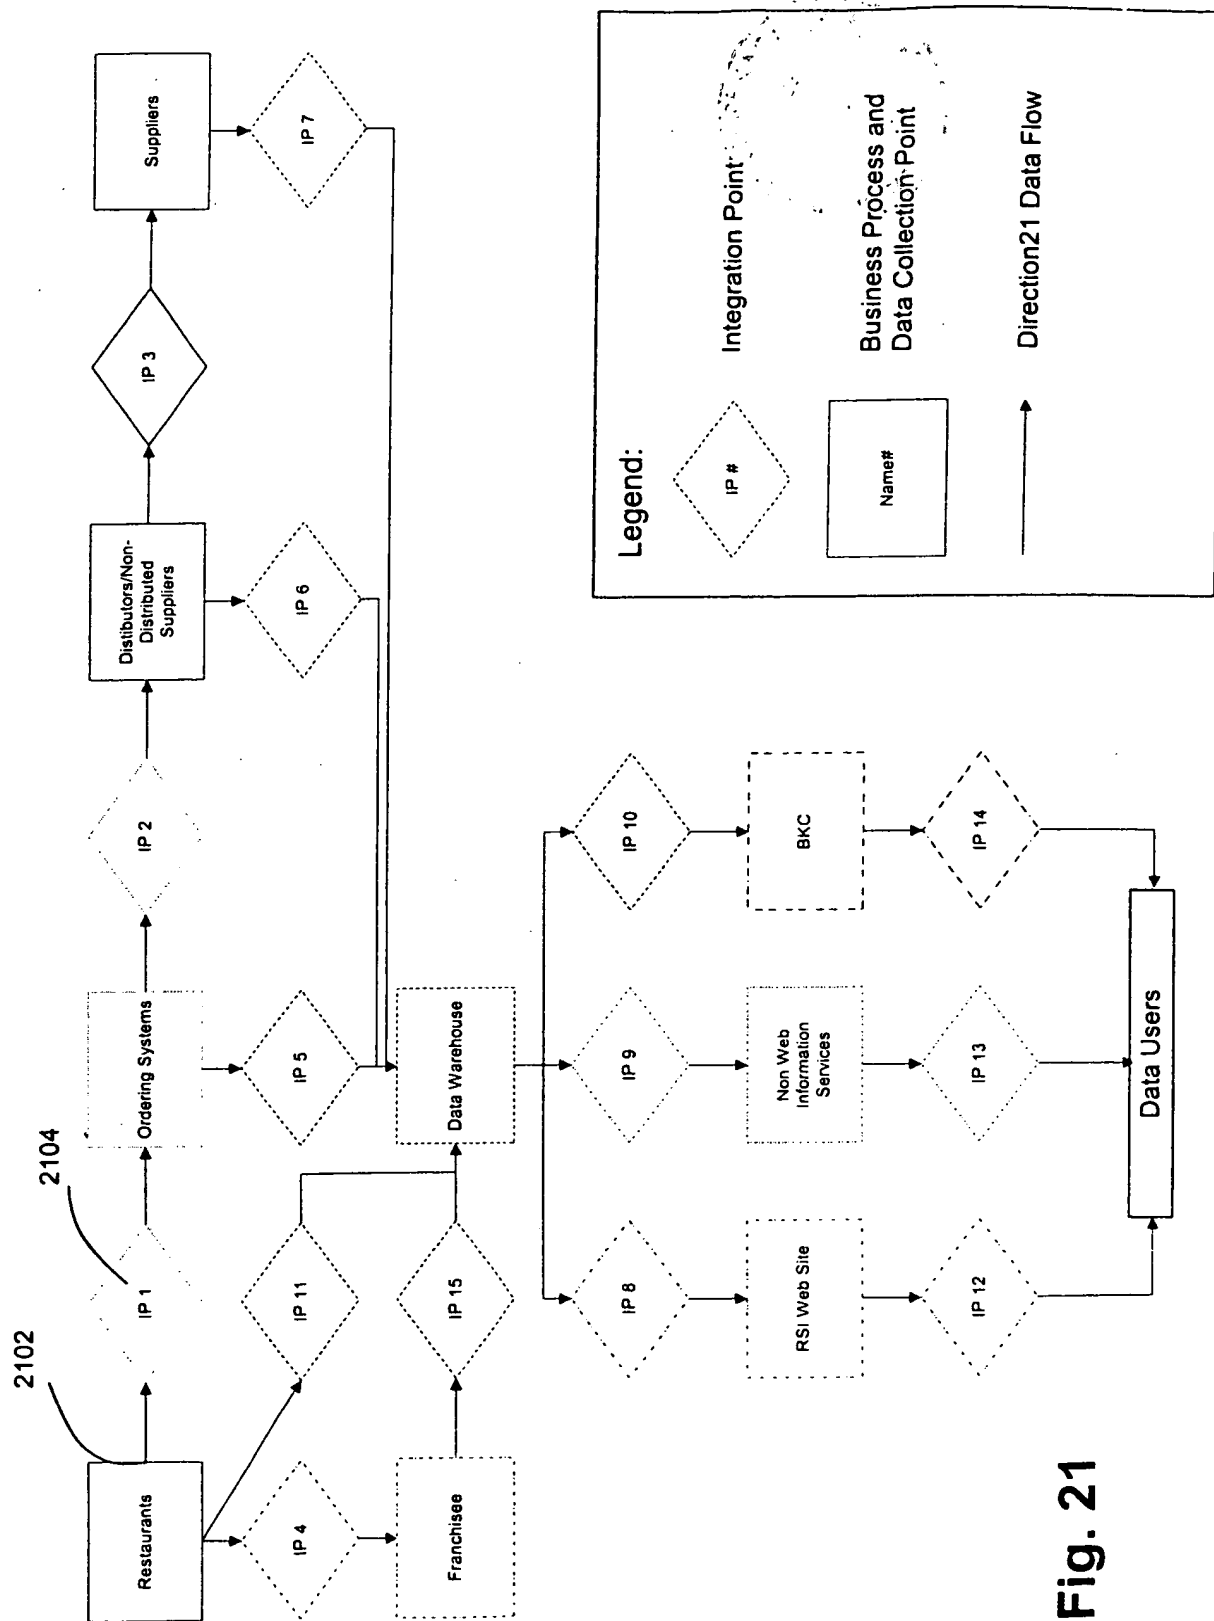 2102
2104
Restaurants
IP 1
Ordering Systems
IP 2
Distibutors/Non-
Distributed
Suppliers
IP 3
Suppliers
IP 4
IP 11
IP 5
IP 6
IP 7
Franchisee
IP 15
Data Warehouse
IP 8
IP 9
IP 10
RSI Web Site
Non Web
Information
Services
BKC
IP 12
IP 13
IP 14
Data Users
Legend:
IP #
Integration Point
Name#
Business Process and
Data Collection Point
Direction21 Data Flow
Fig. 21